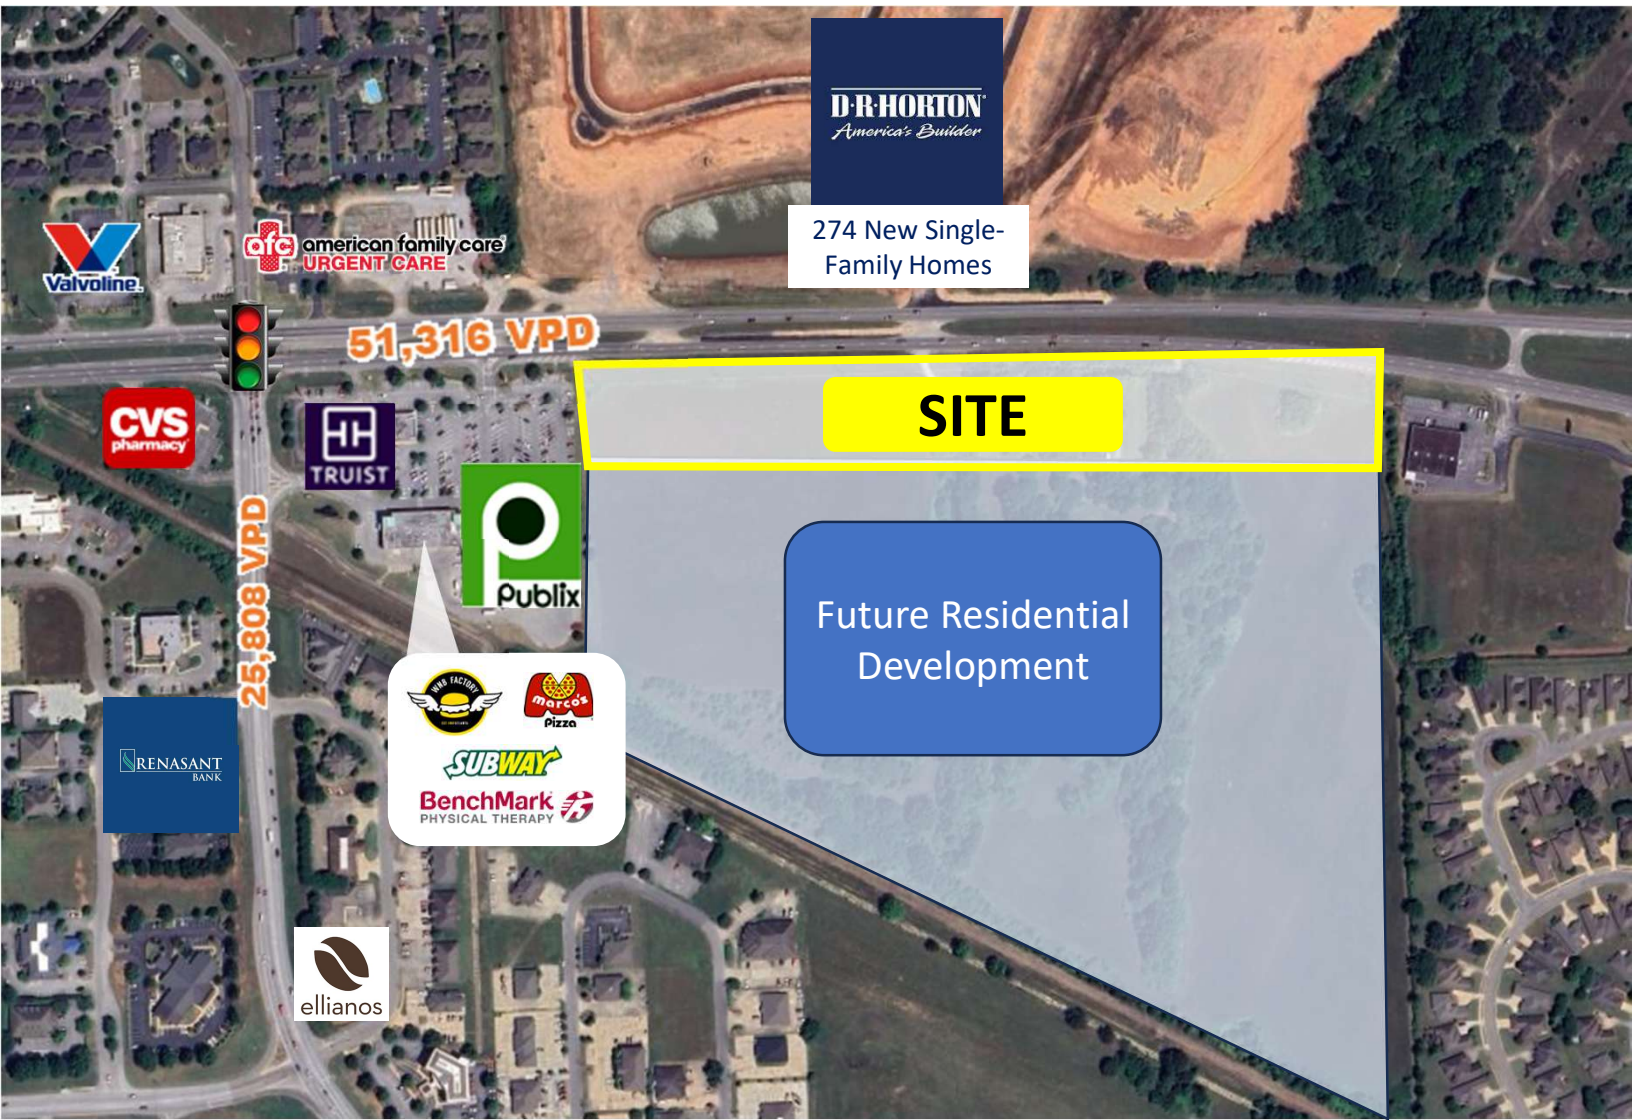 D·R·HORTON
America's Builder
274 New Single-
Family Homes
Valvoline
afc american family care
URGENT CARE
51,316 VPD
SITE
CVS
pharmacy
TRUIST
Publix
25,808 VPD
Future Residential
Development
WNB FACTORY
marco's
Pizza
SUBWAY
BenchMark
PHYSICAL THERAPY
RENASANT
BANK
ellianos